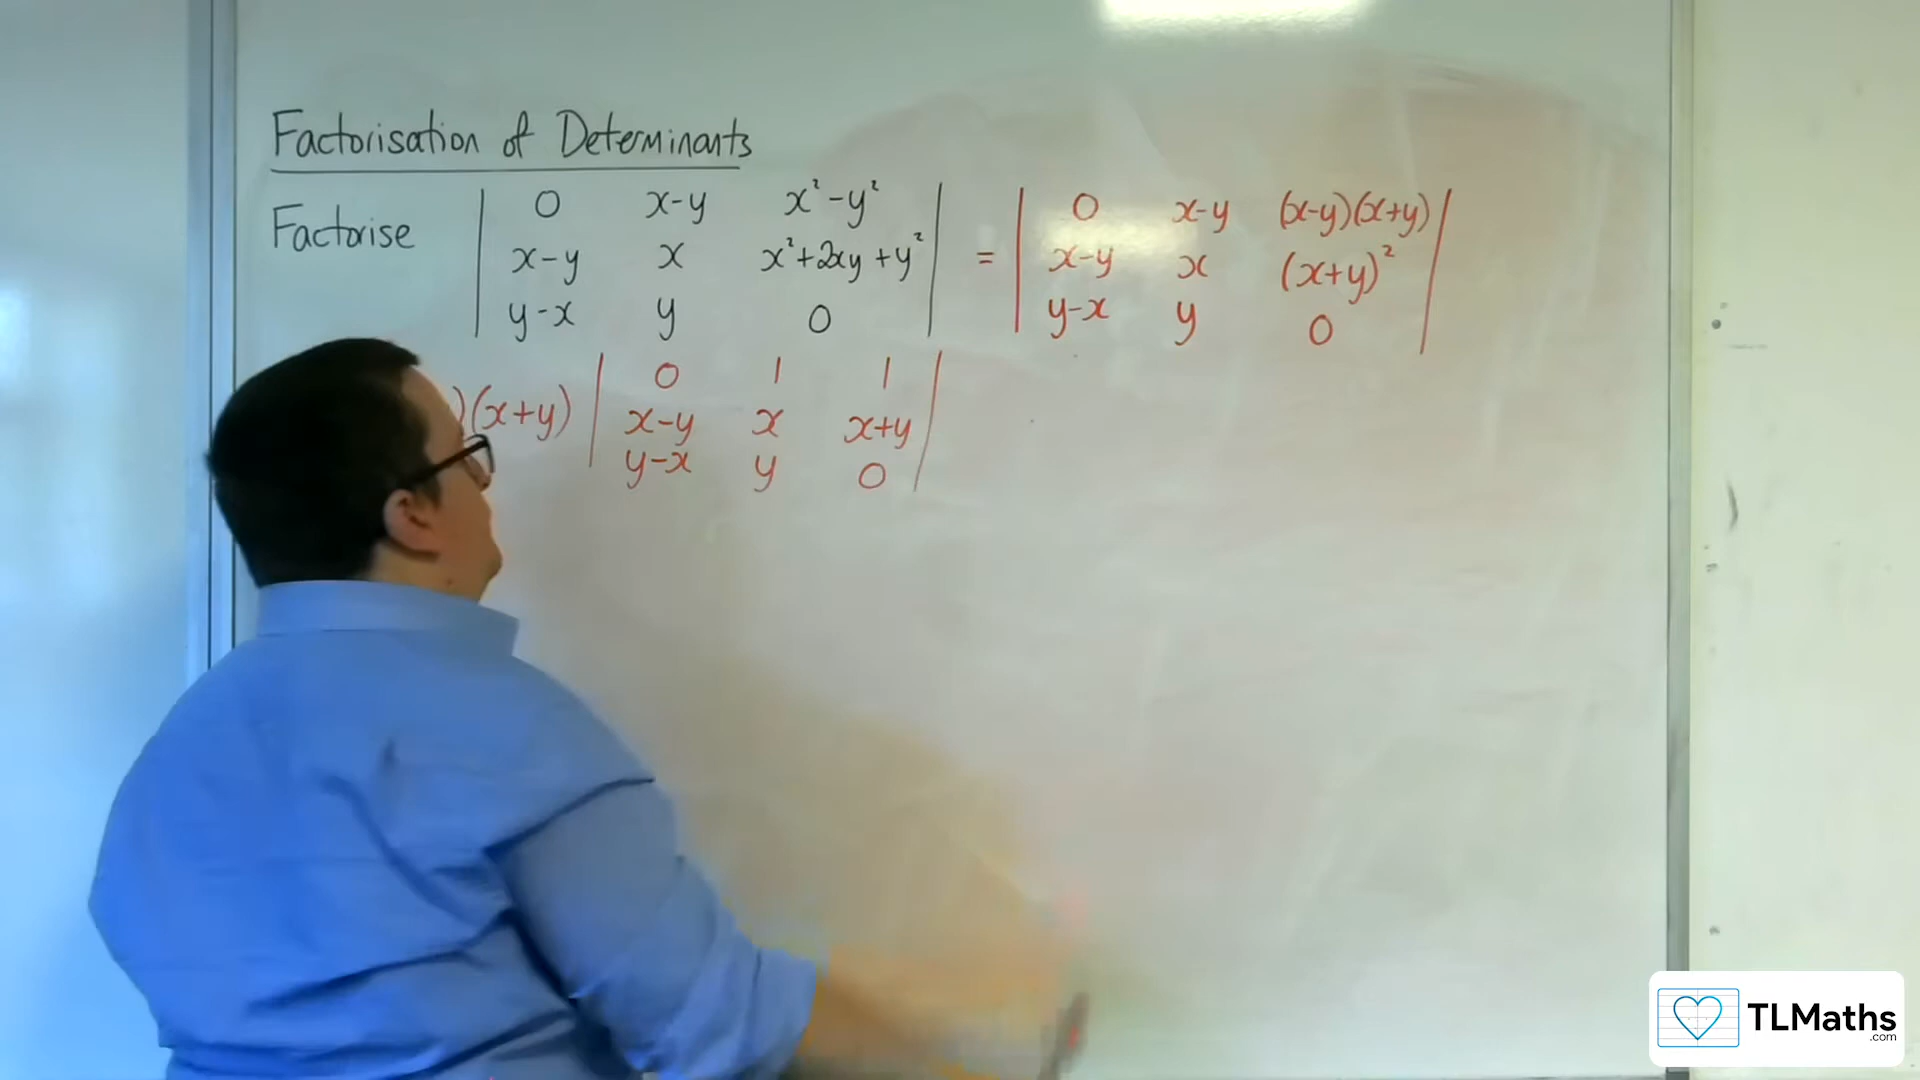 Factorisation of Determinants
Factorise | 0 x-y x²-y² | = | 0 x-y (x-y)(x+y) |
| x-y x x²+2xy+y² | | x-y x (x+y)² |
| y-x y 0 | | y-x y 0 |
)(x+y) | 0 1 1 |
| x-y x x+y |
| y-x y 0 |
TLMaths
.com